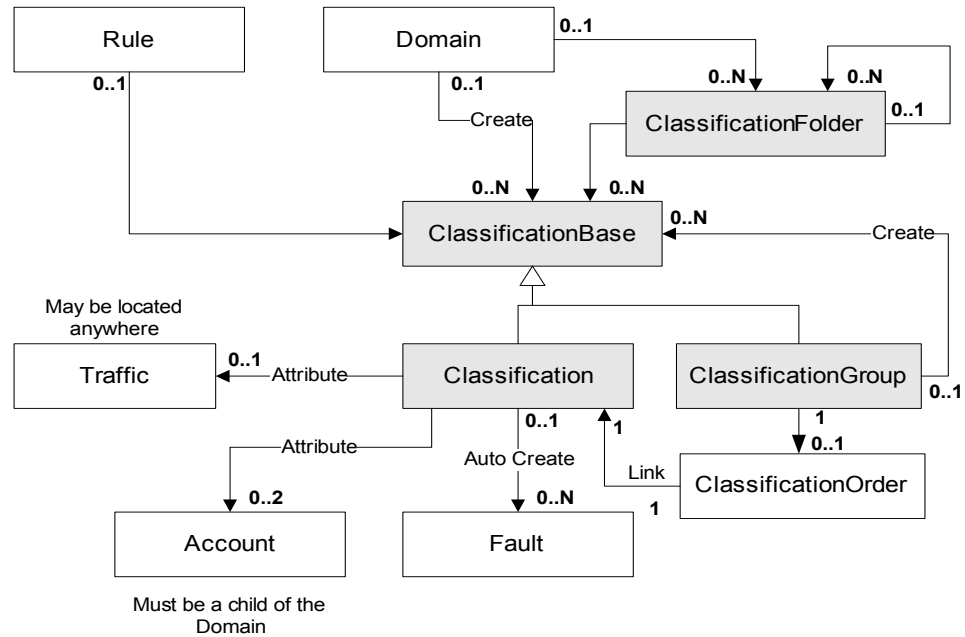 Rule
Domain
0..1
0..1
0..1
0..N
0..N
ClassificationFolder
0..1
Create
0..N
0..N
ClassificationBase
0..N
Create
May be located
anywhere
Traffic
0..1
Attribute
Classification
ClassificationGroup
0..1
0..1
1
1
Attribute
Auto Create
0..1
Link
ClassificationOrder
1
0..2
0..N
Account
Fault
Must be a child of the
Domain